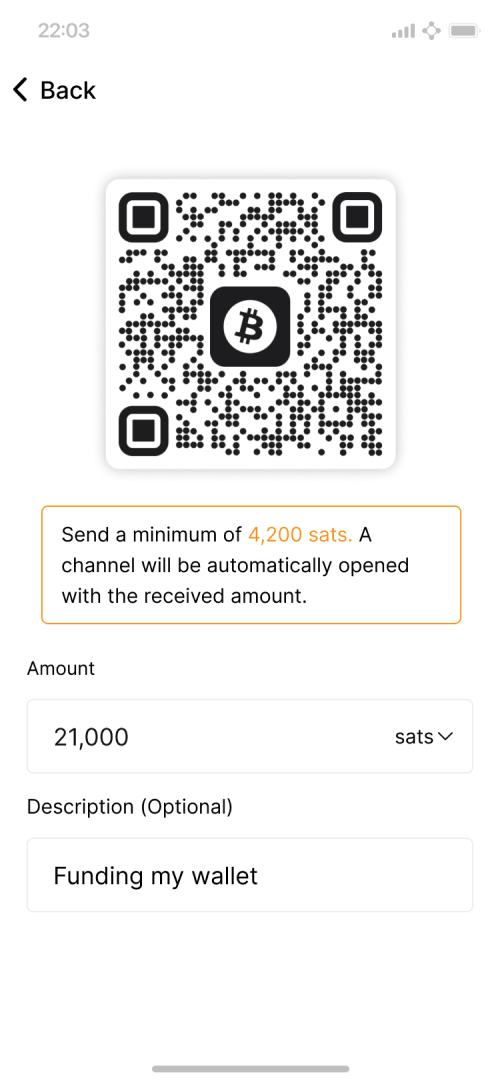 22:03
Back
Send a minimum of 4,200 sats. A
channel will be automatically opened
with the received amount.
Amount
21,000 sats
Description (Optional)
Funding my wallet